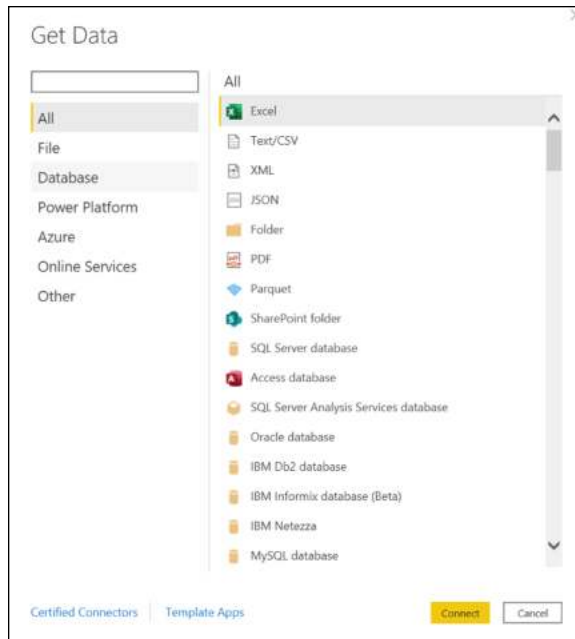 Get Data
All
File
Database
Power Platform
Azure
Online Services
Other
All
Excel
Text/CSV
XML
JSON
Folder
PDF
Parquet
SharePoint folder
SQL Server database
Access database
SQL Server Analysis Services database
Oracle database
IBM Db2 database
IBM Informix database (Beta)
IBM Netezza
MySQL database
Certified Connectors
Template Apps
Connect
Cancel